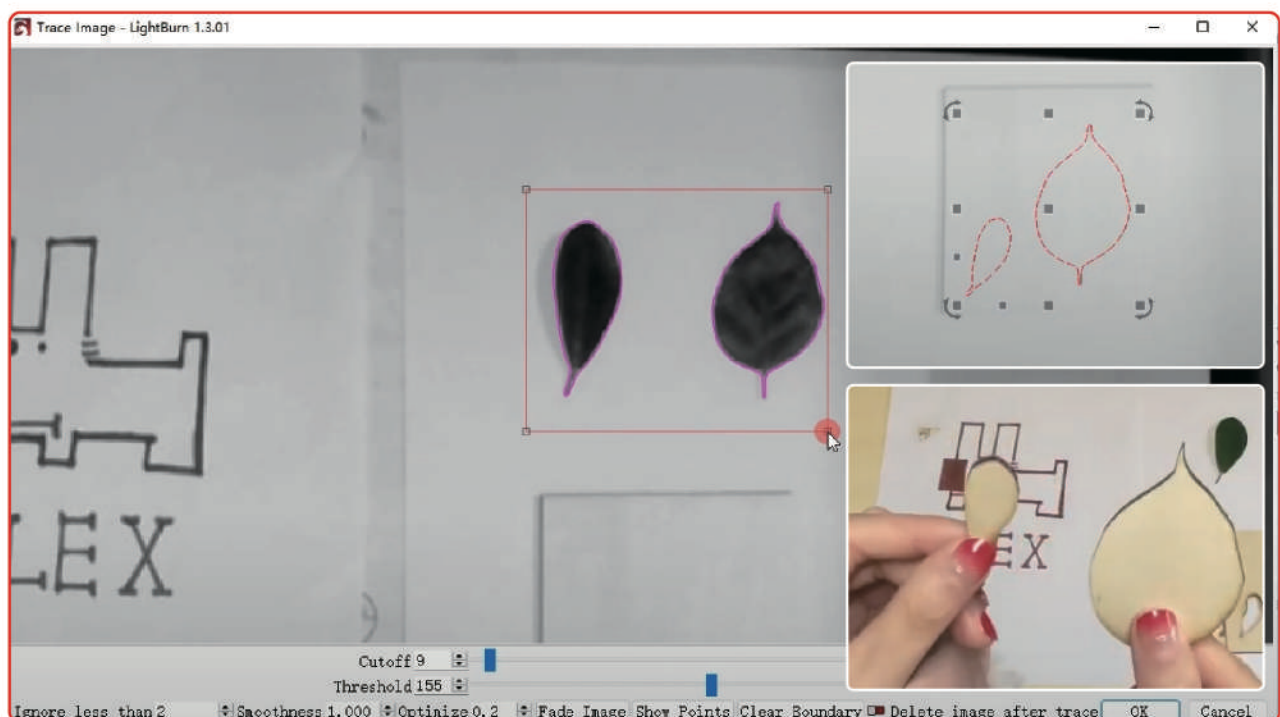 Trace Image - LightBurn 1.3.01
LEX
EX
Cutoff 9
Threshold 155
Ignore less than 2 Smoothness 1.000 Optimize 0.2 Fade Image Show Points Clear Boundary Delete image after trace OK Cancel